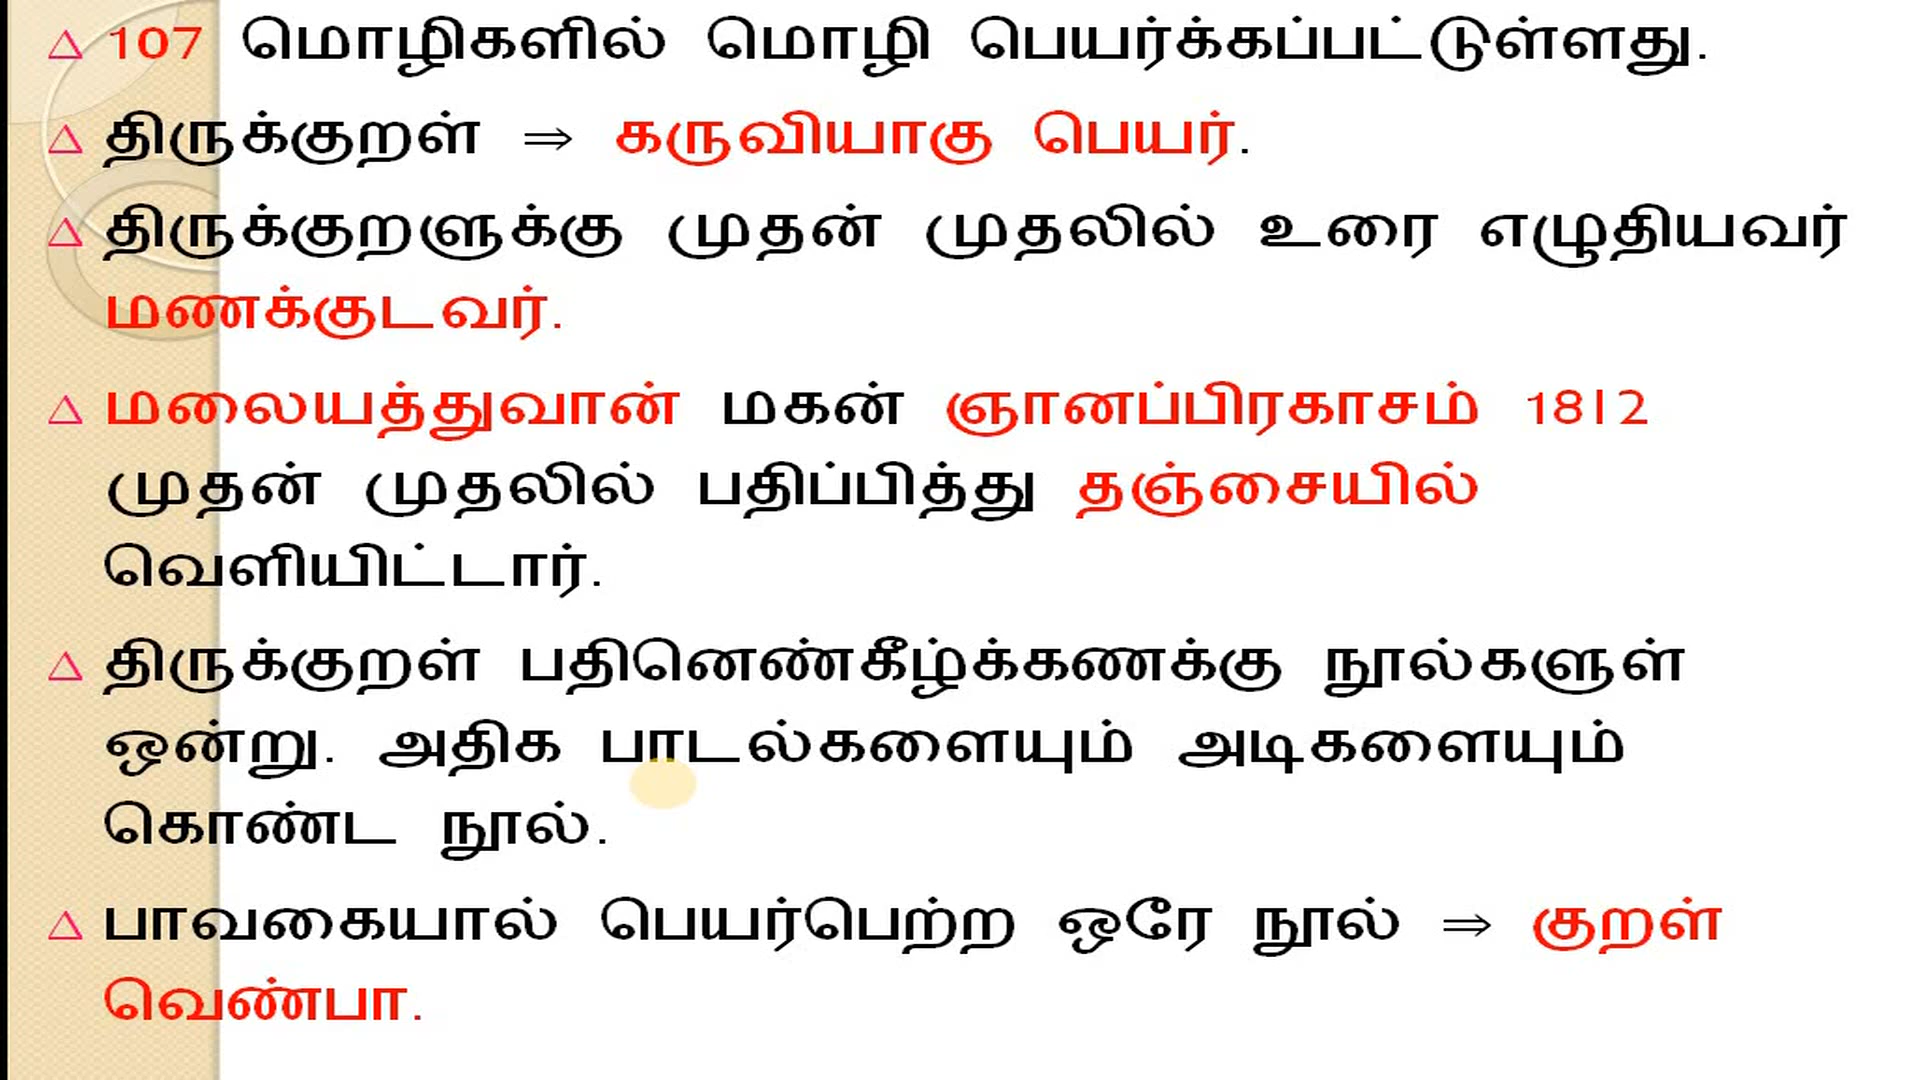 △ 107 மொழிகளில் மொழி பெயர்க்கப்பட்டுள்ளது.
△ திருக்குறள் ⇒ கருவியாகு பெயர்.
△ திருக்குறளுக்கு முதன் முதலில் உரை எழுதியவர்
மணக்குடவர்.
△ மலையத்துவான் மகன் ஞானப்பிரகாசம் 1812
முதன் முதலில் பதிப்பித்து தஞ்சையில்
வெளியிட்டார்.
△ திருக்குறள் பதினெண்கீழ்க்கணக்கு நூல்களுள்
ஒன்று. அதிக பாடல்களையும் அடிகளையும்
கொண்ட நூல்.
△ பாவகையால் பெயர்பெற்ற ஒரே நூல் ⇒ குறள்
வெண்பா.